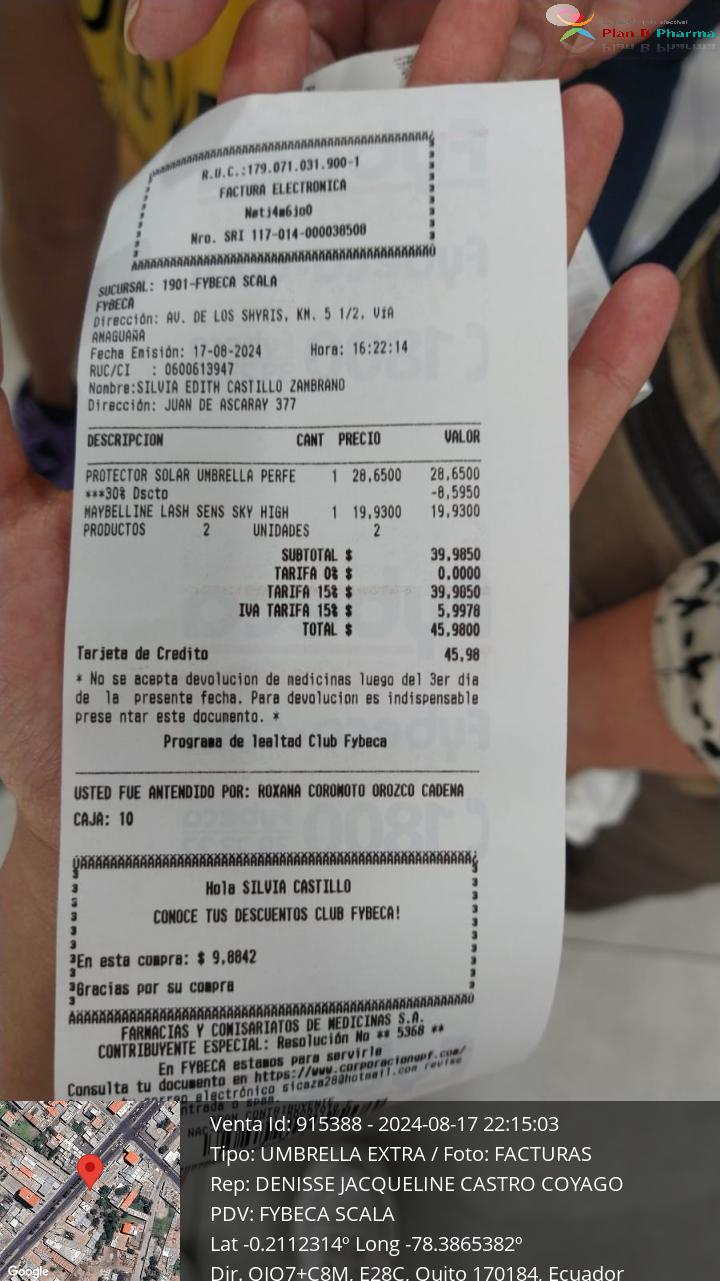 Plan B Pharma
R.U.C.:179.071.031.900-1
FACTURA ELECTRONICA
Nro. SRI 117-014-000038508
SUCURSAL: 1901-FYBECA SCALA
FYBECA
Dirección: AV. DE LOS SHYRIS, KM. 5 1/2, VíA
AMAGUAÑA
Fecha Emisión: 17-08-2024 Hora: 16:22:14
RUC/CI : 0600613947
Nombre:SILVIA EDITH CASTILLO ZAMBRANO
Dirección: JUAN DE ASCARAY 377
DESCRIPCION CANT PRECIO VALOR
PROTECTOR SOLAR UMBRELLA PERFE 1 28,6500 28,6500
***30% Dscto -8,5950
MAYBELLINE LASH SENS SKY HIGH 1 19,9300 19,9300
PRODUCTOS 2 UNIDADES 2
SUBTOTAL $ 39,9850
TARIFA 0% $ 0.0000
TARIFA 15% $ 39,9850
IVA TARIFA 15% $ 5,9978
TOTAL $ 45,9800
Tarjeta de Credito 45,98
* No se acepta devolucion de medicinas luego del 3er dia
de la presente fecha. Para devolucion es indispensable
prese ntar este documento. *
Programa de lealtad Club Fybeca
USTED FUE ANTENDIDO POR: ROXANA COROMOTO OROZCO CADENA
CAJA: 10
Hola SILVIA CASTILLO
CONOCE TUS DESCUENTOS CLUB FYBECA!
En esta compra: $ 9,8842
Gracias por su compra
FARMACIAS Y COMISARIATOS DE MEDICINAS S.A.
CONTRIBUYENTE ESPECIAL: Resolución No ** 5368 **
En FYBECA estamos para servirle
Consulta tu documento en https://www.corporaciongpf.com/
correo electrónico sicaza28@hotmail.com revise
entrada o spam.
Venta Id: 915388 - 2024-08-17 22:15:03
Tipo: UMBRELLA EXTRA / Foto: FACTURAS
Rep: DENISSE JACQUELINE CASTRO COYAGO
PDV: FYBECA SCALA
Lat -0.2112314º Long -78.3865382º
Dir. QJQ7+C8M, E28C, Quito 170184, Ecuador
Google